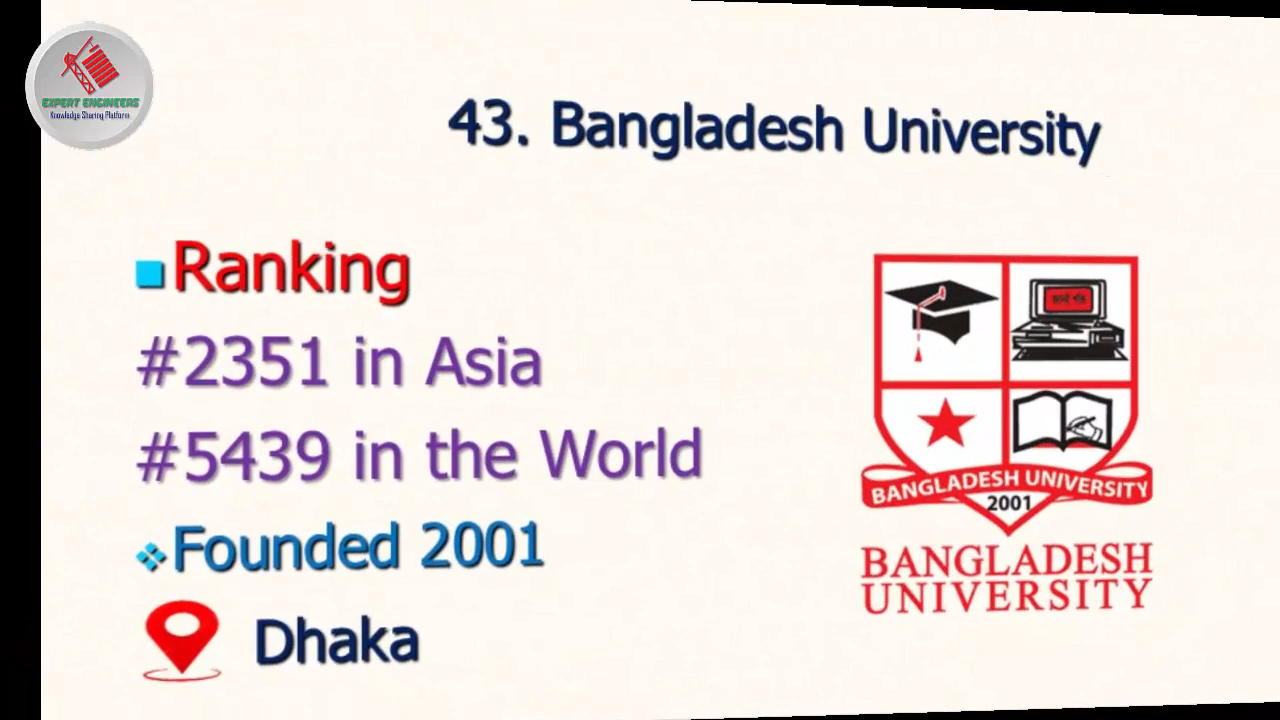 EXPERT ENGINEERS
Knowledge Sharing Platform
43. Bangladesh University
Ranking
#2351 in Asia
#5439 in the World
Founded 2001
Dhaka
BANGLADESH UNIVERSITY
2001
BANGLADESH
UNIVERSITY